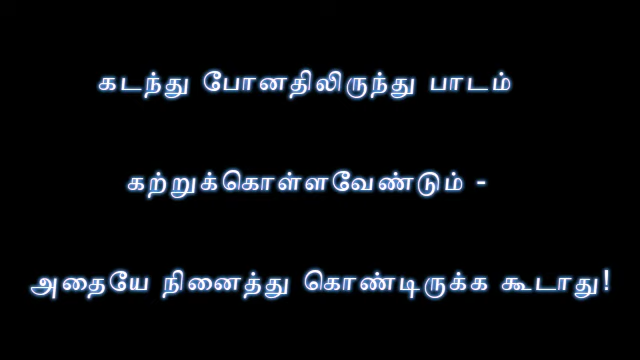 கடந்து போனதிலிருந்து பாடம்
கற்றுக்கொள்ளவேண்டும் -
அதையே நினைத்து கொண்டிருக்க கூடாது!